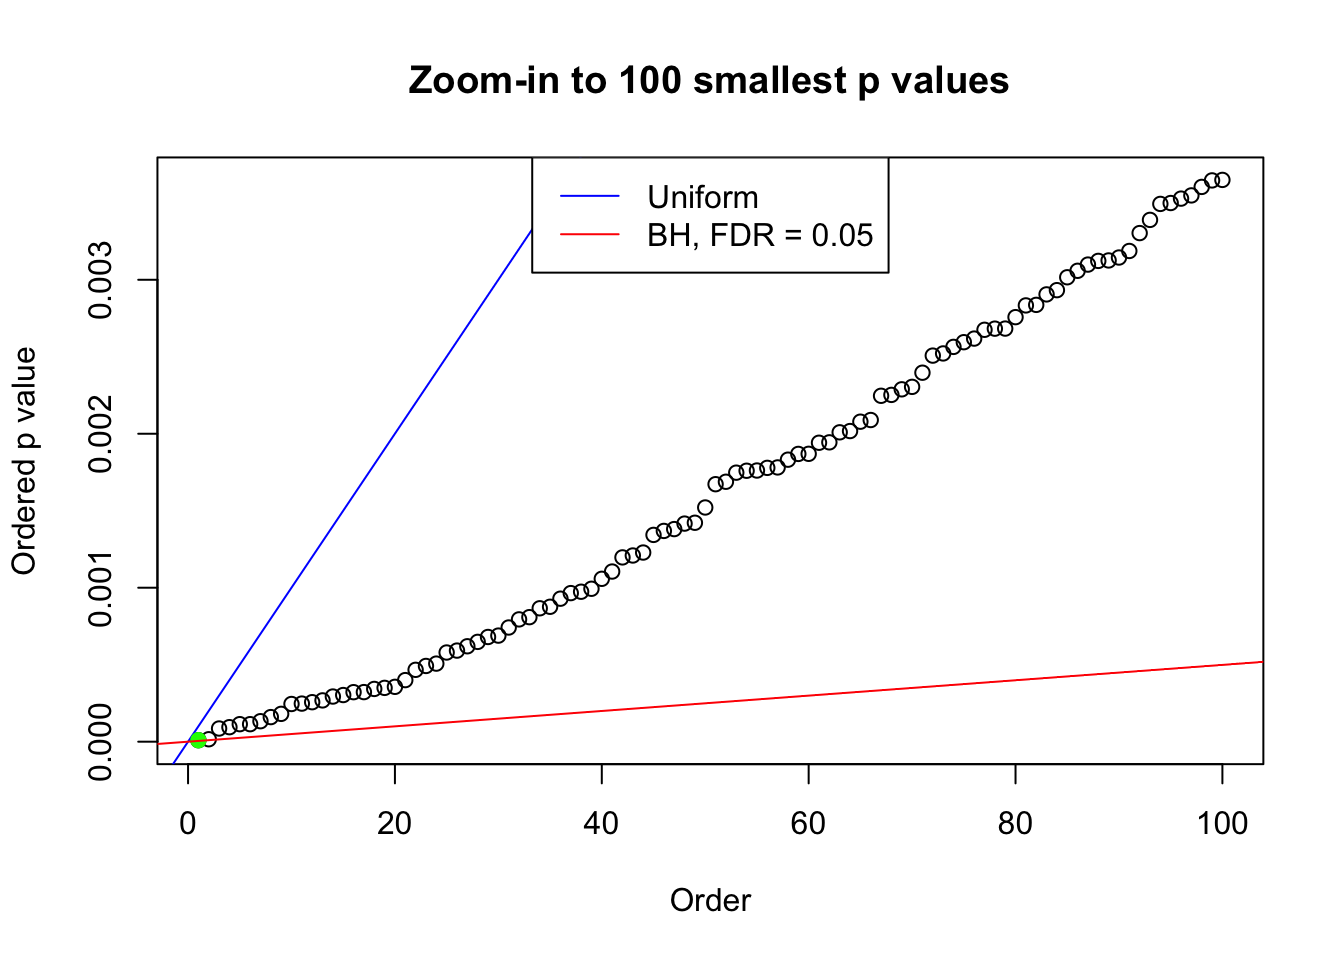 Zoom-in to 100 smallest p values
Uniform
BH, FDR = 0.05
Ordered p value
0.003
0.002
0.001
0.000
0 20 40 60 80 100
Order